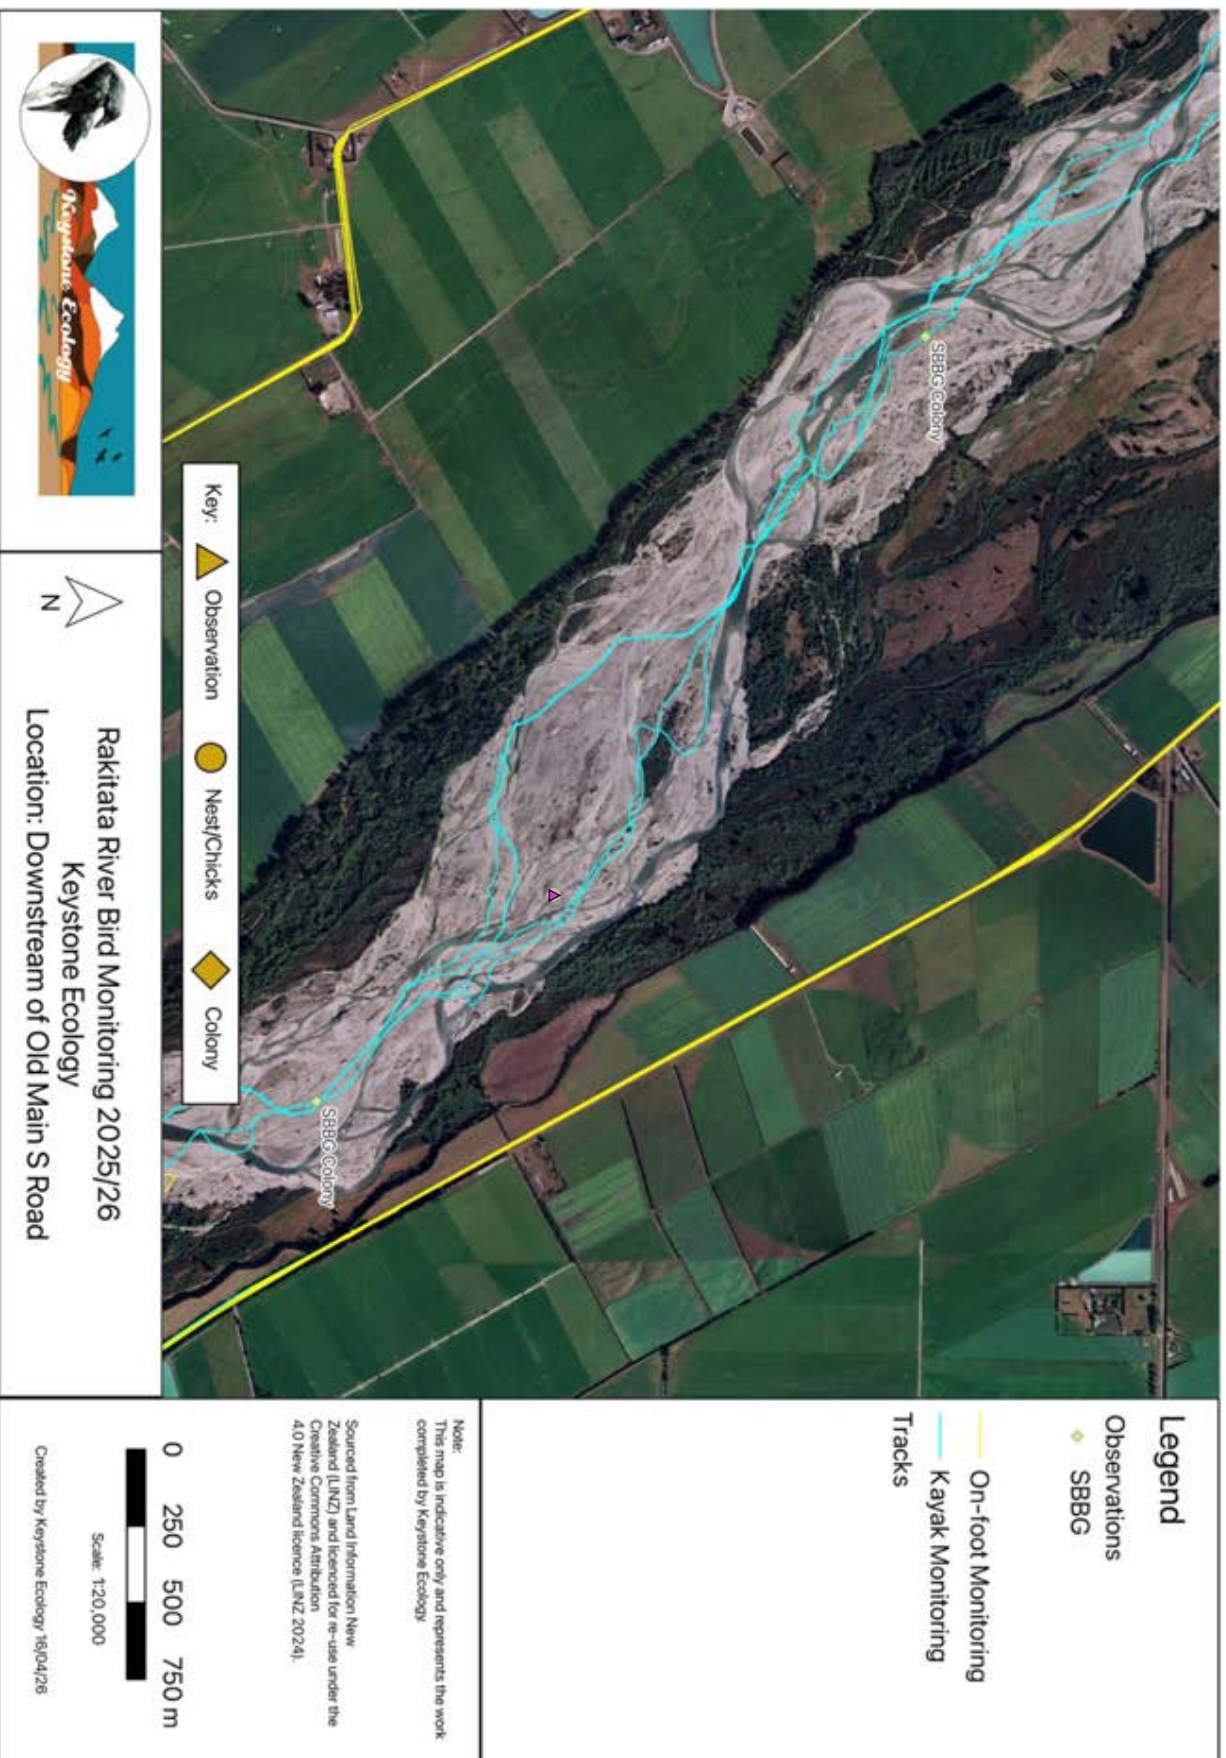 SBBG Colony
SBBG Colony
Legend
Observations
SBBG
On-foot Monitoring
Kayak Monitoring
Tracks
Note:
This map is indicative only and represents the work
completed by Keystone Ecology.
Sourced from Land Information New
Zealand (LINZ) and licenced for re-use under the
Creative Commons Attribution
4.0 New Zealand licence (LINZ 2024).
0 250 500 750 m
Scale: 1:20,000
Created by Keystone Ecology 16/04/26
Key: Observation Nest/Chicks Colony
Keystone Ecology
N
Rakitata River Bird Monitoring 2025/26
Keystone Ecology
Location: Downstream of Old Main S Road